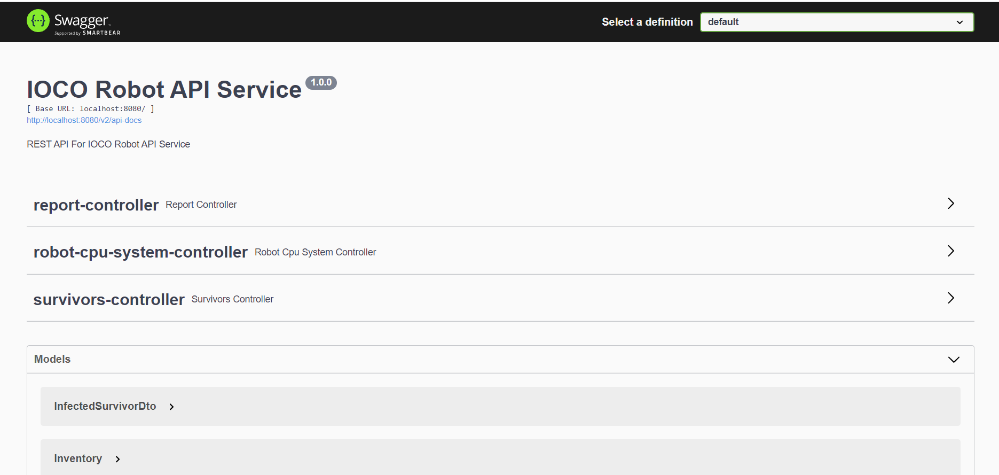 Swagger
Supported by SMARTBEAR
Select a definition
default
IOCO Robot API Service 1.0.0
[ Base URL: localhost:8080/ ]
http://localhost:8080/v2/api-docs
REST API For IOCO Robot API Service
report-controller Report Controller
robot-cpu-system-controller Robot Cpu System Controller
survivors-controller Survivors Controller
Models
InfectedSurvivorDto
Inventory